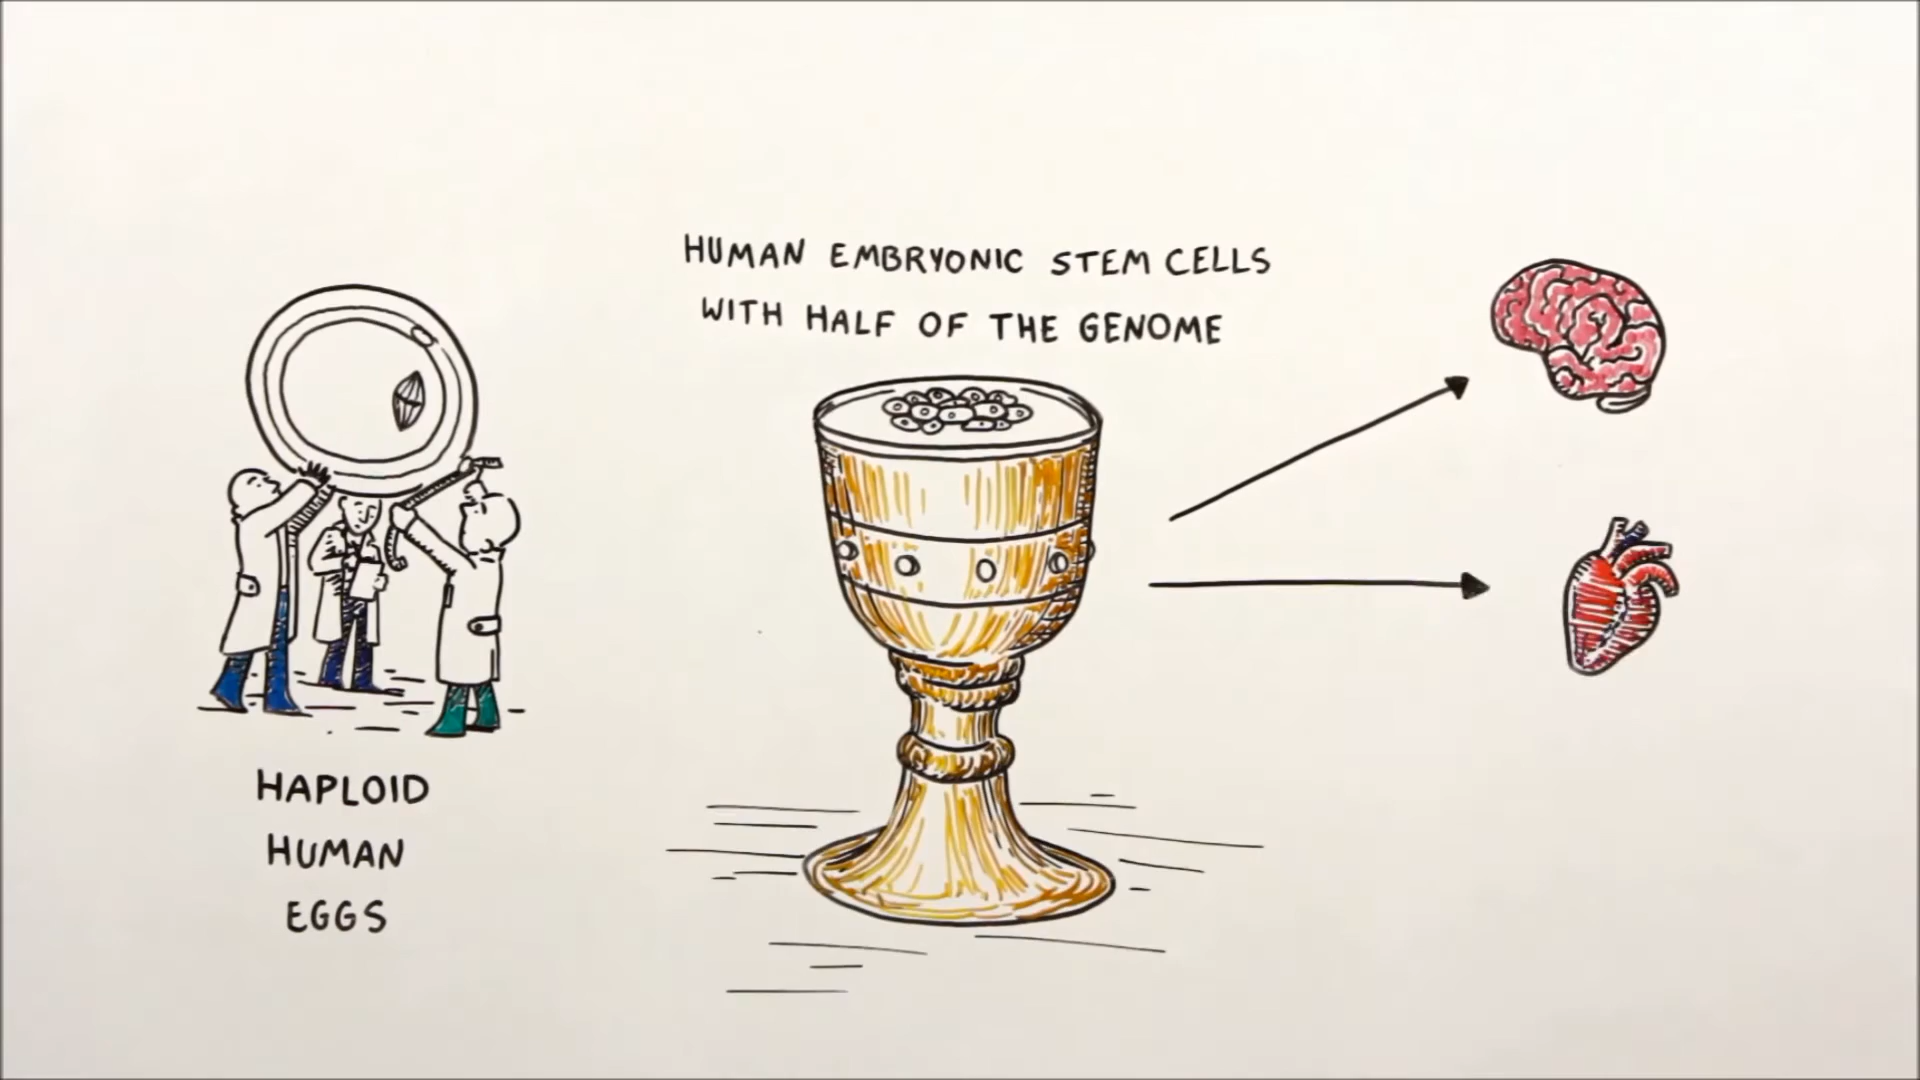 HUMAN EMBRYONIC STEM CELLS
WITH HALF OF THE GENOME
HAPLOID
HUMAN
EGGS